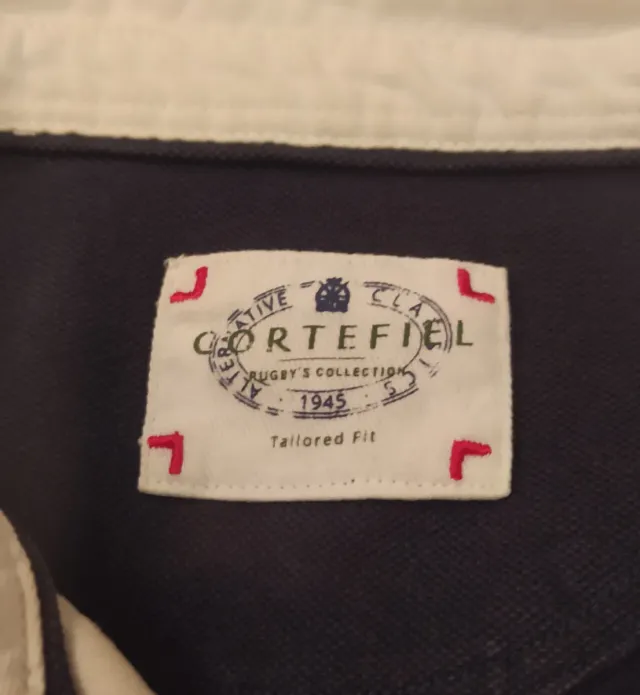 ALTERNATIVE CLASSICS
CORTEFIEL
RUGBY'S COLLECTION
1945
Tailored Fit